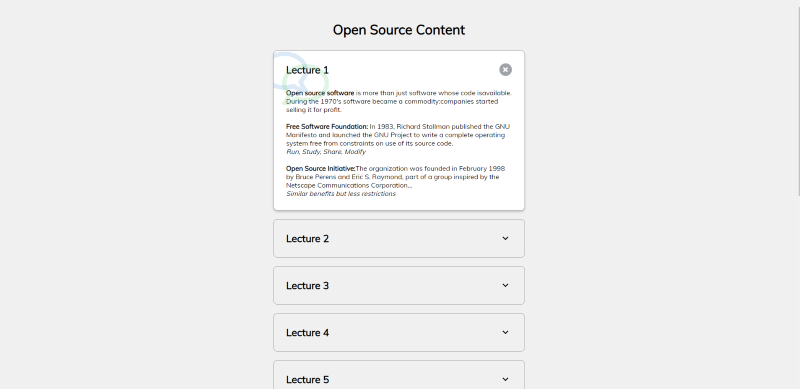 Open Source Content
Lecture 1
Open source software is more than just software whose code isavailable.
During the 1970's software became a commodity;companies started
selling it for profit.
Free Software Foundation: In 1983, Richard Stollman published the GNU
Manifesto and launched the GNU Project to write a complete operating
system free from constraints on use of its source code.
Run, Study, Share, Modify
Open Source Initiative:The organization was founded in February 1998
by Bruce Perens and Eric S. Raymond, part of a group inspired by the
Netscape Communications Corporation...
Similar benefits but less restrictions
Lecture 2
Lecture 3
Lecture 4
Lecture 5